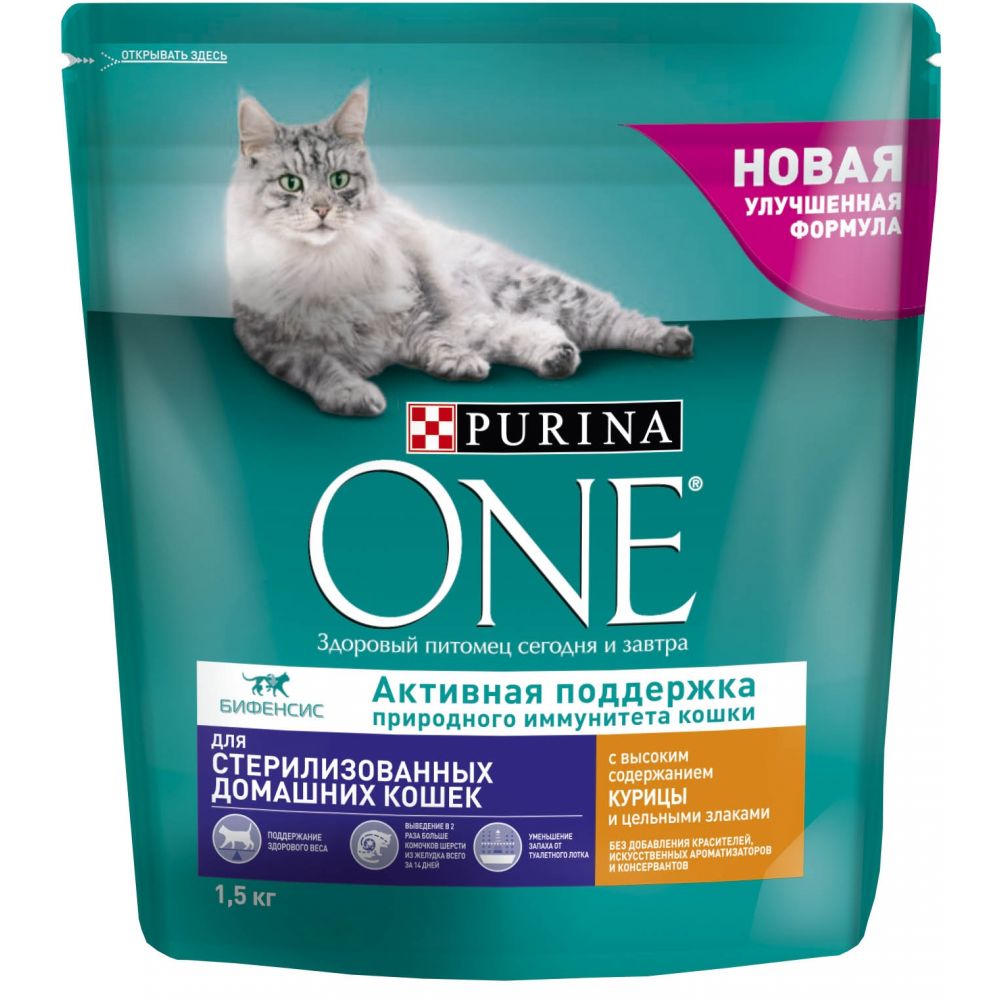 ОТКРЫВАТЬ ЗДЕСЬ
НОВАЯ
УЛУЧШЕННАЯ
ФОРМУЛА
PURINA
ONE®
Здоровый питомец сегодня и завтра
БИФЕНСИС
Активная поддержка
природного иммунитета кошки
для
СТЕРИЛИЗОВАННЫХ
ДОМАШНИХ КОШЕК
ПОДДЕРЖАНИЕ
ЗДОРОВОГО ВЕСА
ВЫВЕДЕНИЕ В 2
РАЗА БОЛЬШЕ
КОМОЧКОВ ШЕРСТИ
ИЗ ЖЕЛУДКА ВСЕГО
ЗА 14 ДНЕЙ
УМЕНЬШЕНИЕ
ЗАПАХА ОТ
ТУАЛЕТНОГО ЛОТКА
С ВЫСОКИМ
СОДЕРЖАНИЕМ
КУРИЦЫ
И ЦЕЛЬНЫМИ ЗЛАКАМИ
БЕЗ ДОБАВЛЕНИЯ КРАСИТЕЛЕЙ,
ИСКУССТВЕННЫХ АРОМАТИЗАТОРОВ
И КОНСЕРВАНТОВ
1,5 кг